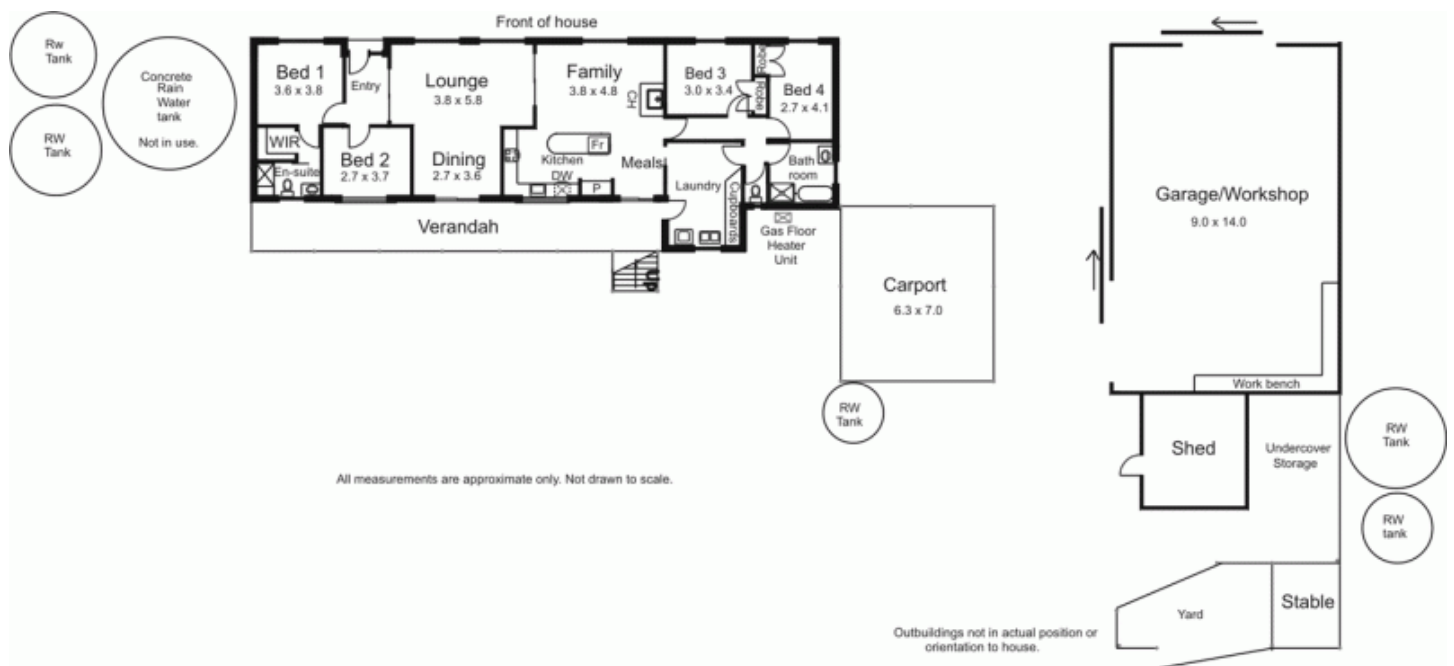 Front of house
Rw
Tank
Concrete
Rain
Water
tank
Not in use.
RW
Tank
Bed 1
3.6 x 3.8
Entry
Lounge
3.8 x 5.8
Family
3.8 x 4.8
CH
Bed 3
3.0 x 3.4
Robe
Robe
Bed 4
2.7 x 4.1
WIR
En-suite
Bed 2
2.7 x 3.7
Dining
2.7 x 3.6
Kitchen
Fr
DW
P
Meals
Laundry
Cupboards
Bath
room
Verandah
UP
Gas Floor
Heater
Unit
Carport
6.3 x 7.0
RW
Tank
Garage/Workshop
9.0 x 14.0
Work bench
Shed
Undercover
Storage
RW
Tank
RW
tank
Yard
Stable
All measurements are approximate only. Not drawn to scale.
Outbuildings not in actual position or
orientation to house.